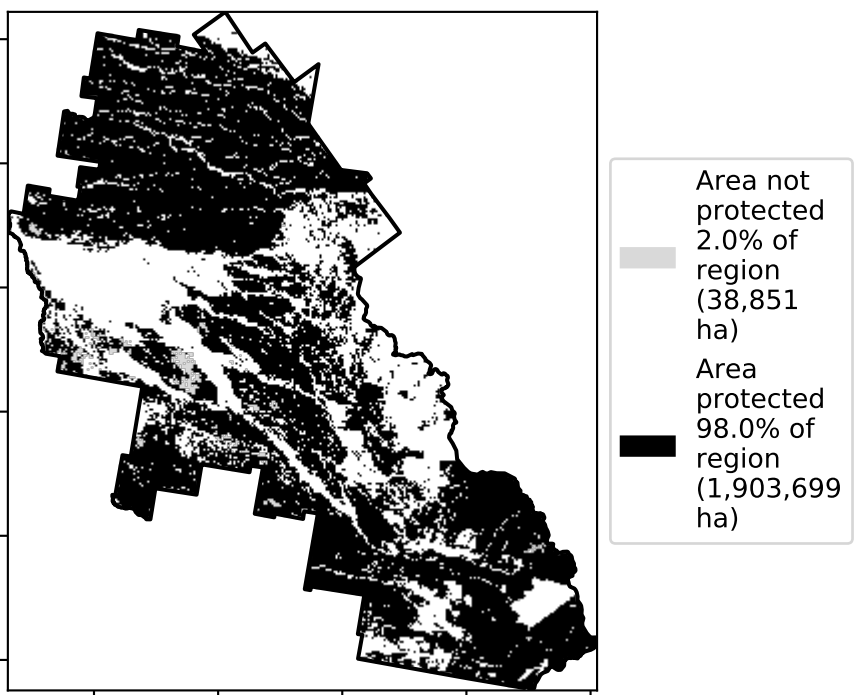 Area not
protected
2.0% of
region
(38,851
ha)
Area
protected
98.0% of
region
(1,903,699
ha)